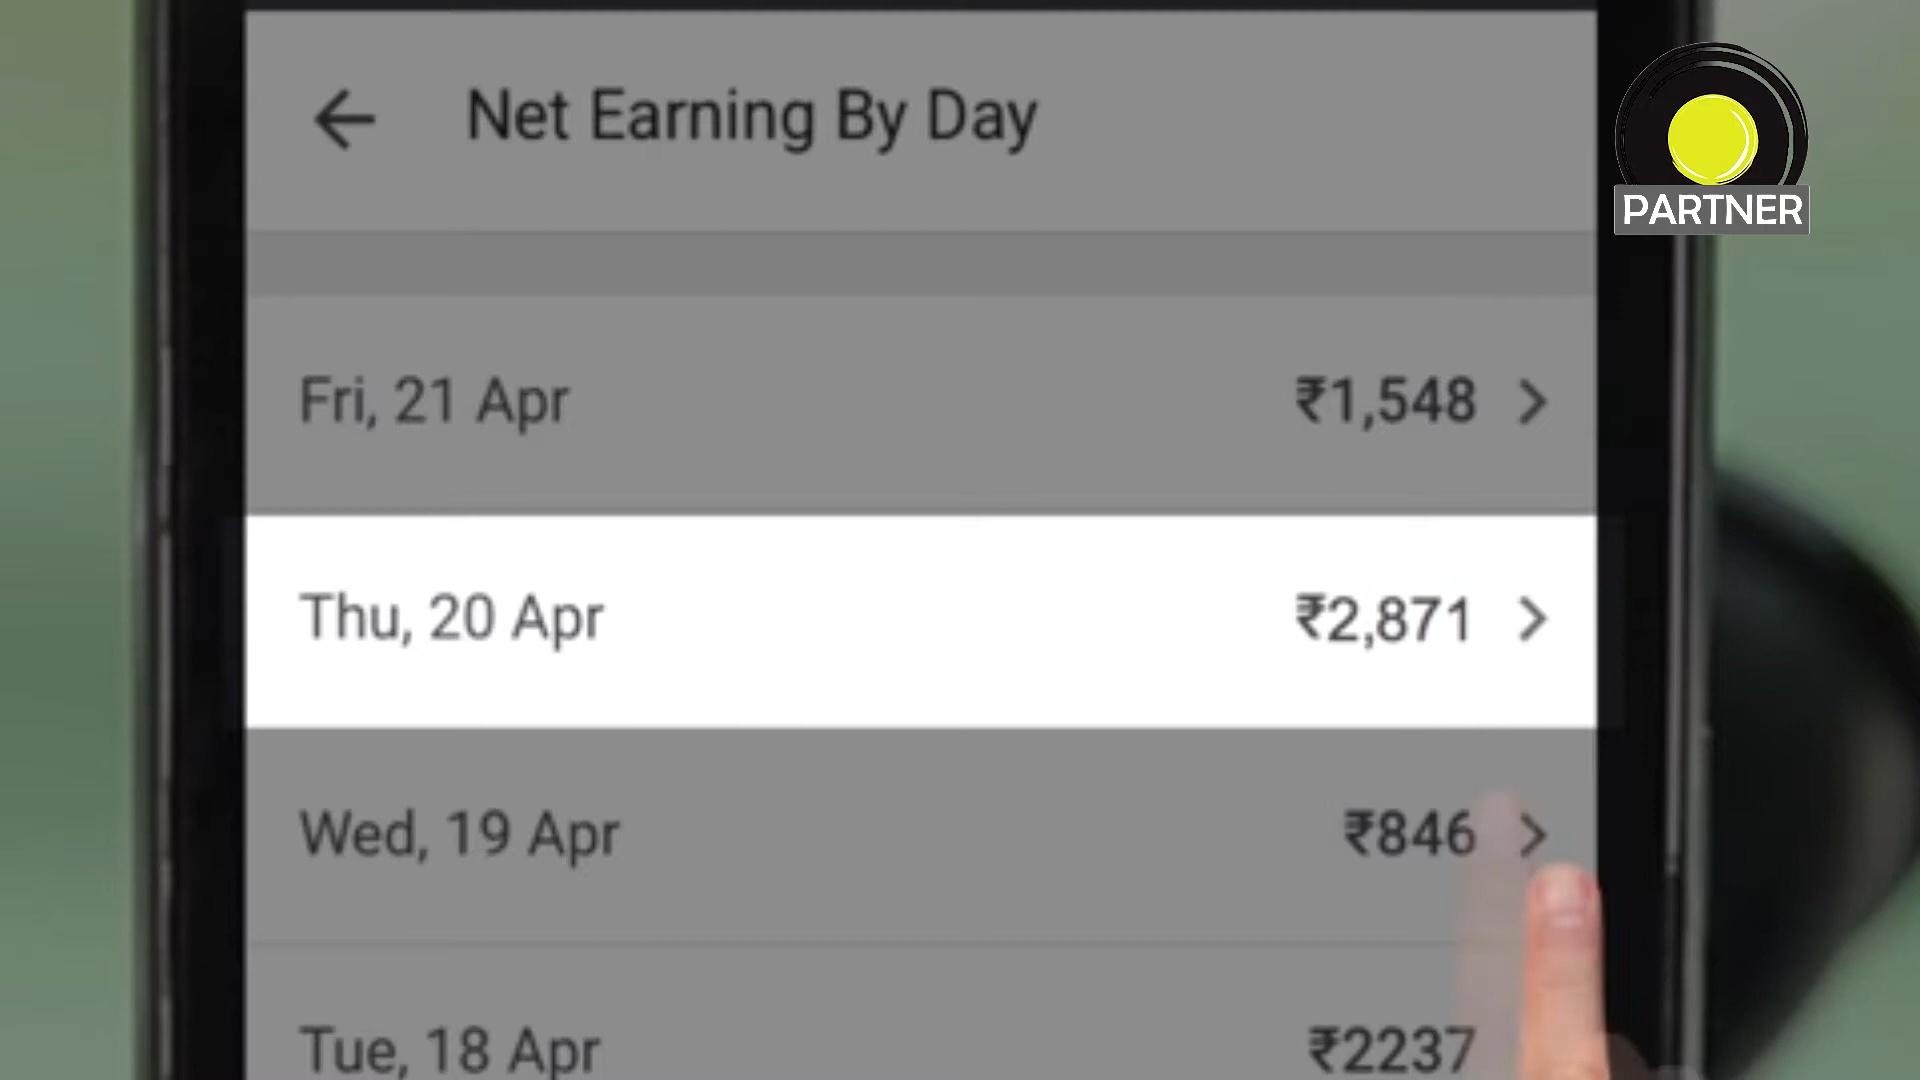 Net Earning By Day
PARTNER
Fri, 21 Apr ₹1,548
Thu, 20 Apr ₹2,871
Wed, 19 Apr ₹846
Tue, 18 Apr ₹2237